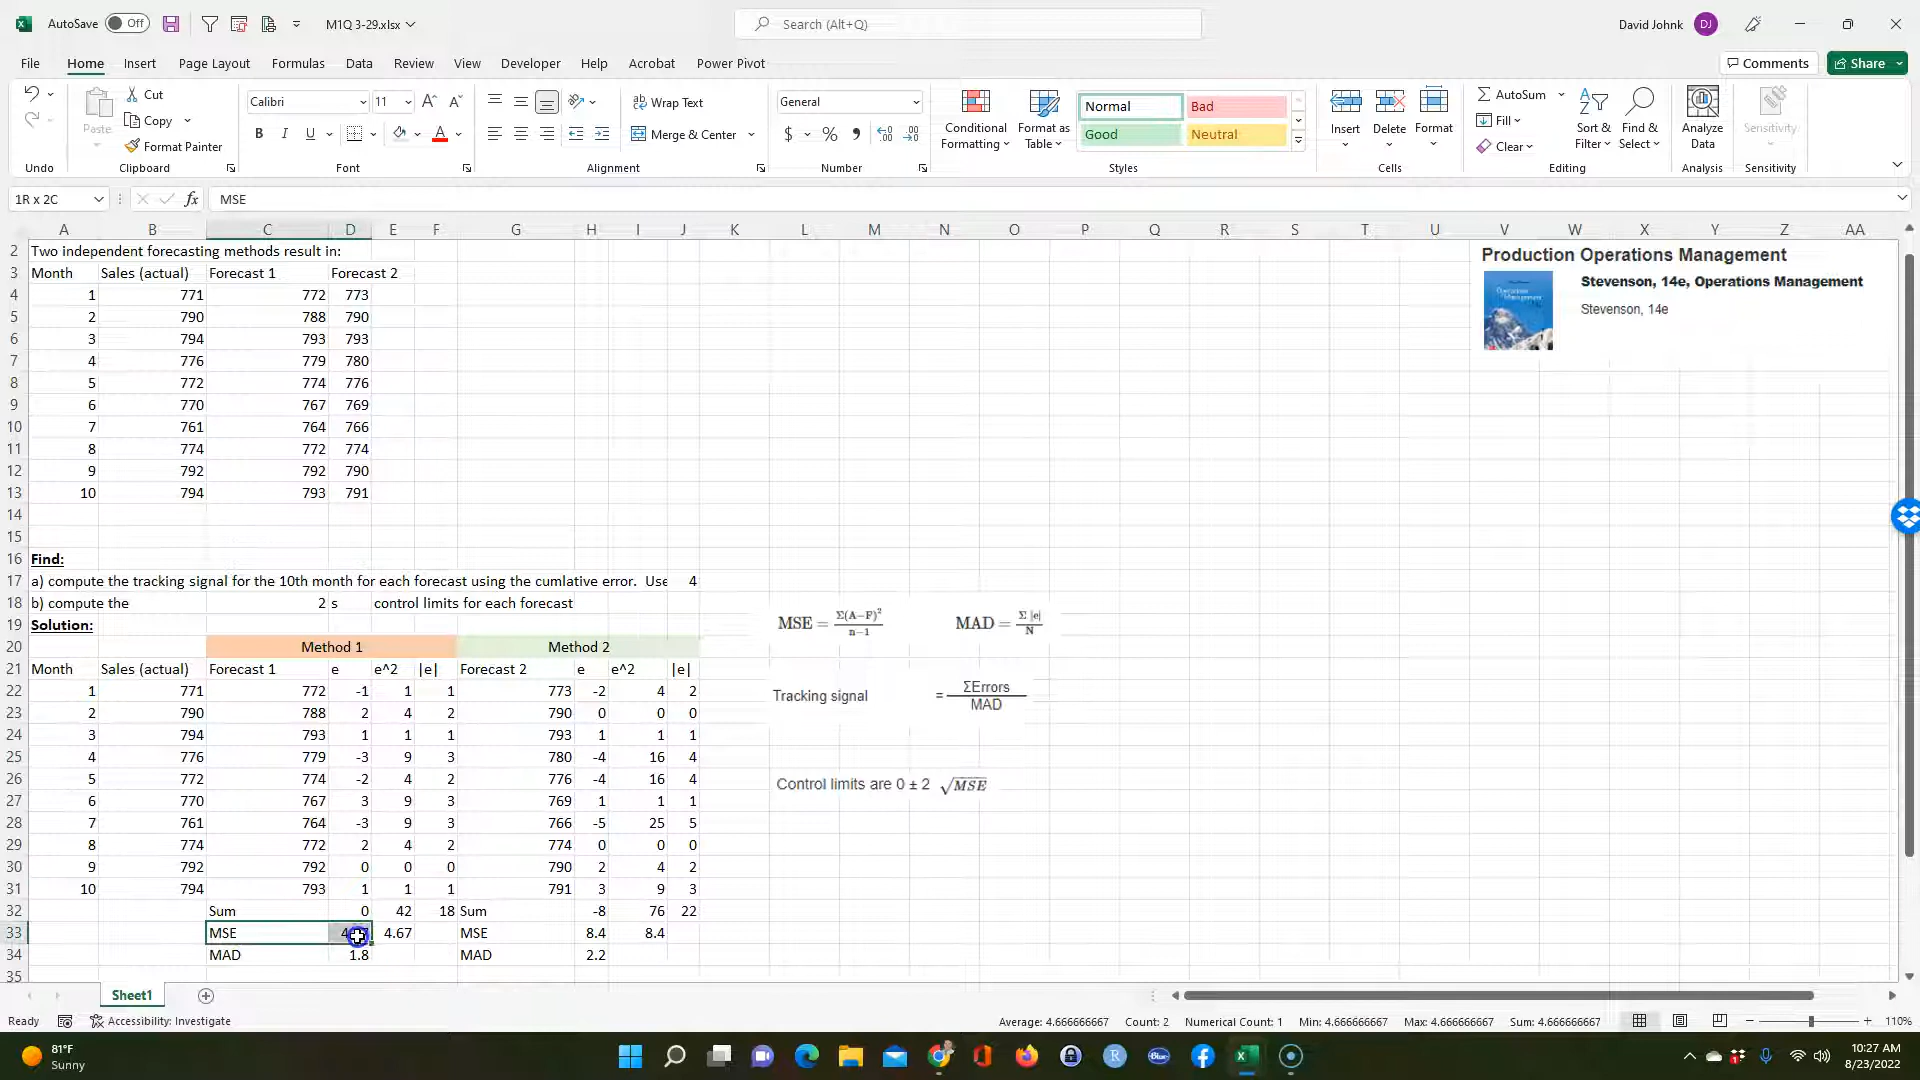 AutoSave Off M1Q 3-29.xlsx Search (Alt+Q) David Johnk DJ
File Home Insert Page Layout Formulas Data Review View Developer Help Acrobat Power Pivot Comments Share
Paste Cut Copy Format Painter
Calibri 11 B I U A A A
Wrap Text Merge & Center
General $ % 9
Conditional Formatting Format as Table Normal Bad Good Neutral
Insert Delete Format AutoSum Fill Clear Sort & Filter Find & Select Analyze Data Sensitivity
Undo Clipboard Font Alignment Number Styles Cells Editing Analysis Sensitivity
1R x 2C fx MSE
A B C D E F G H I J K L M N O P Q R S T U V W X Y Z AA
2 Two independent forecasting methods result in:
3 Month Sales (actual) Forecast 1 Forecast 2
4 1 771 772 773
5 2 790 788 790
6 3 794 793 793
7 4 776 779 780
8 5 772 774 776
9 6 770 767 769
10 7 761 764 766
11 8 774 772 774
12 9 792 792 790
13 10 794 793 791
14
15
16 Find:
17 a) compute the tracking signal for the 10th month for each forecast using the cumlative error. Use 4
18 b) compute the 2 s control limits for each forecast
19 Solution:
20 Method 1 Method 2
21 Month Sales (actual) Forecast 1 e e^2 |e| Forecast 2 e e^2 |e|
22 1 771 772 -1 1 1 773 -2 4 2
23 2 790 788 2 4 2 790 0 0 0
24 3 794 793 1 1 1 793 1 1 1
25 4 776 779 -3 9 3 780 -4 16 4
26 5 772 774 -2 4 2 776 -4 16 4
27 6 770 767 3 9 3 769 1 1 1
28 7 761 764 -3 9 3 766 -5 25 5
29 8 774 772 2 4 2 774 0 0 0
30 9 792 792 0 0 0 790 2 4 2
31 10 794 793 1 1 1 791 3 9 3
32 Sum 0 42 18 Sum -8 76 22
33 MSE 4.67 MSE 8.4 8.4
34 MAD 1.8 MAD 2.2
35
Production Operations Management
Stevenson, 14e, Operations Management
Stevenson, 14e
MSE = Σ(A−F)² / n−1 MAD = Σ |e| / N
Tracking signal = ΣErrors / MAD
Control limits are 0 ± 2 √MSE
Sheet1
Ready Accessibility: Investigate Average: 4.666666667 Count: 2 Numerical Count: 1 Min: 4.666666667 Max: 4.666666667 Sum: 4.666666667 110%
81°F
Sunny
10:27 AM
8/23/2022